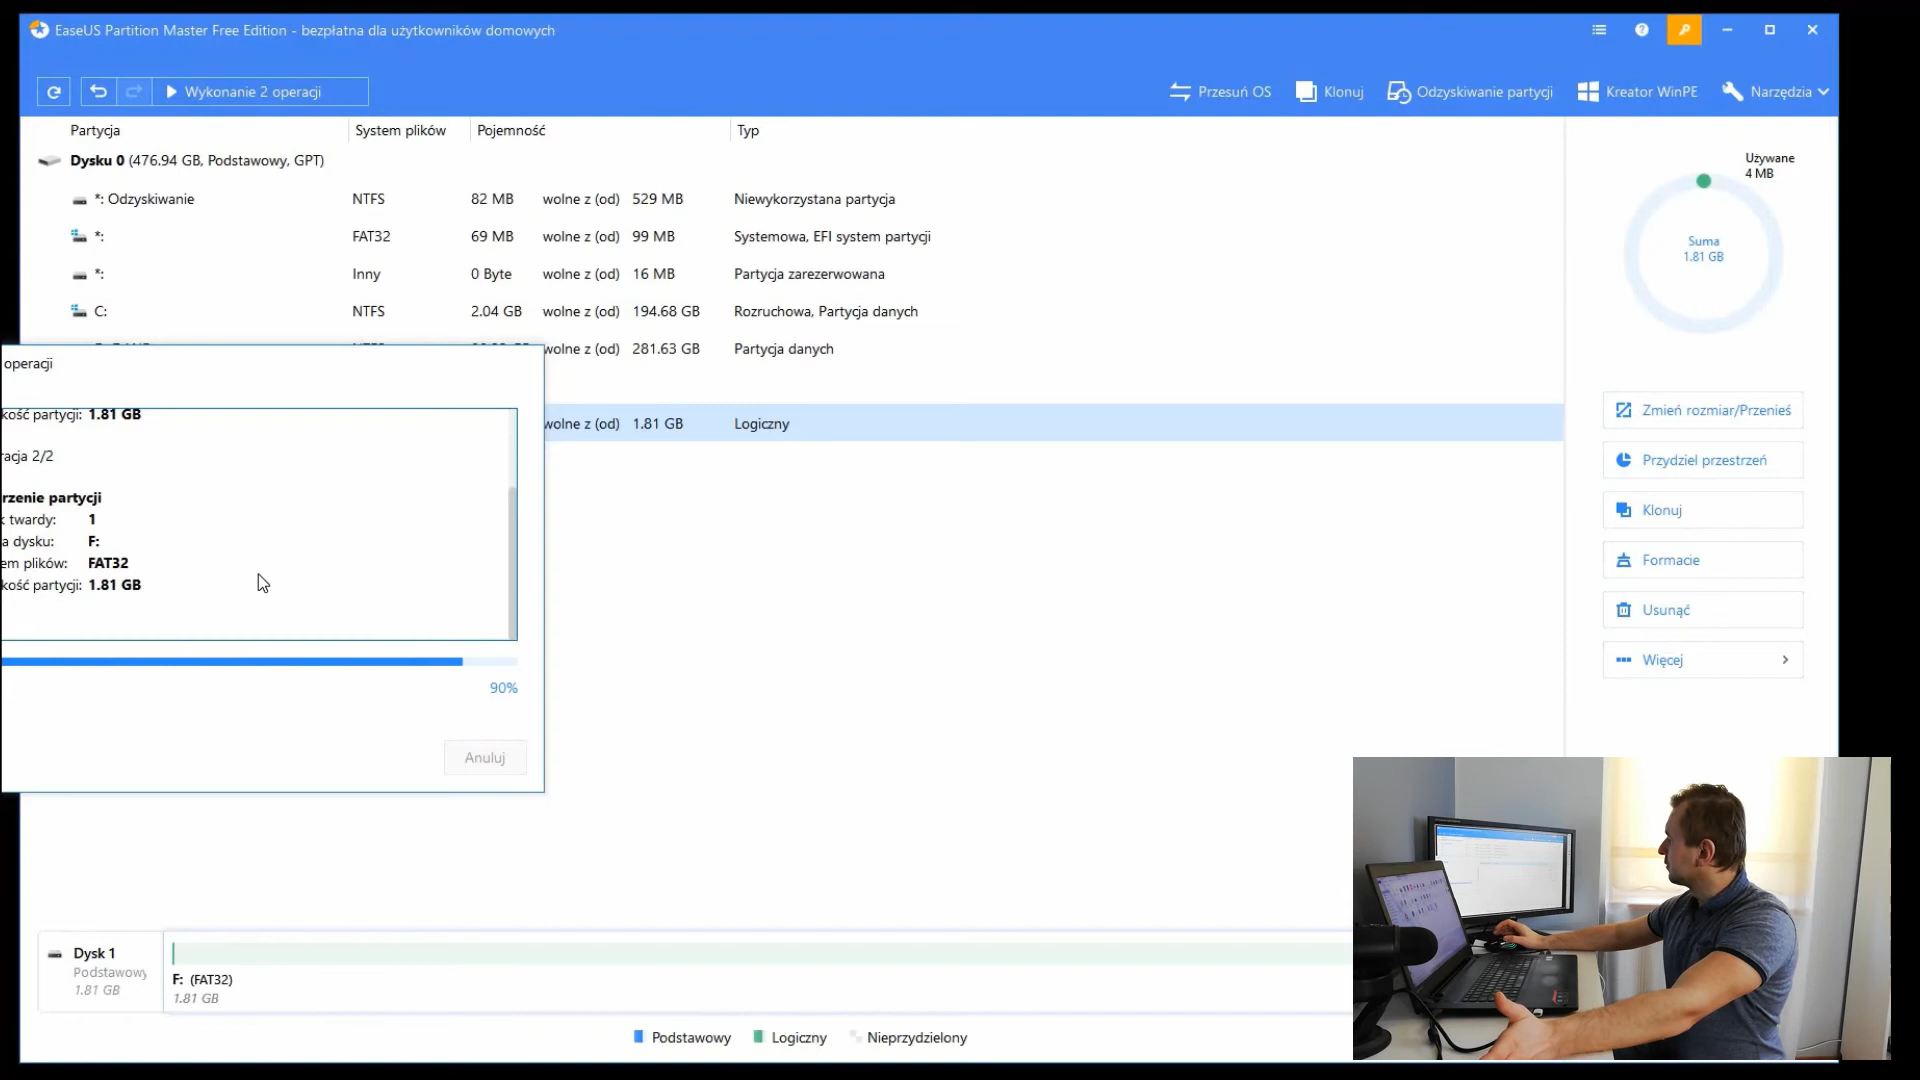 EaseUS Partition Master Free Edition - bezpłatna dla użytkowników domowych
Wykonanie 2 operacji
Przesuń OS
Klonuj
Odzyskiwanie partycji
Kreator WinPE
Narzędzia
Partycja System plików Pojemność Typ
Dysku 0 (476.94 GB, Podstawowy, GPT)
*: Odzyskiwanie NTFS 82 MB wolne z (od) 529 MB Niewykorzystana partycja
*: FAT32 69 MB wolne z (od) 99 MB Systemowa, EFI system partycji
*: Inny 0 Byte wolne z (od) 16 MB Partycja zarezerwowana
C: NTFS 2.04 GB wolne z (od) 194.68 GB Rozruchowa, Partycja danych
wolne z (od) 281.63 GB Partycja danych
wolne z (od) 1.81 GB Logiczny
operacji
kość partycji: 1.81 GB
racja 2/2
rzenie partycji
k twardy: 1
a dysku: F:
em plików: FAT32
kość partycji: 1.81 GB
90%
Anuluj
Używane
4 MB
Suma
1.81 GB
Zmień rozmiar/Przenieś
Przydziel przestrzeń
Klonuj
Formacie
Usunąć
Więcej
Dysk 1
Podstawowy
1.81 GB
F: (FAT32)
1.81 GB
Podstawowy Logiczny Nieprzydzielony